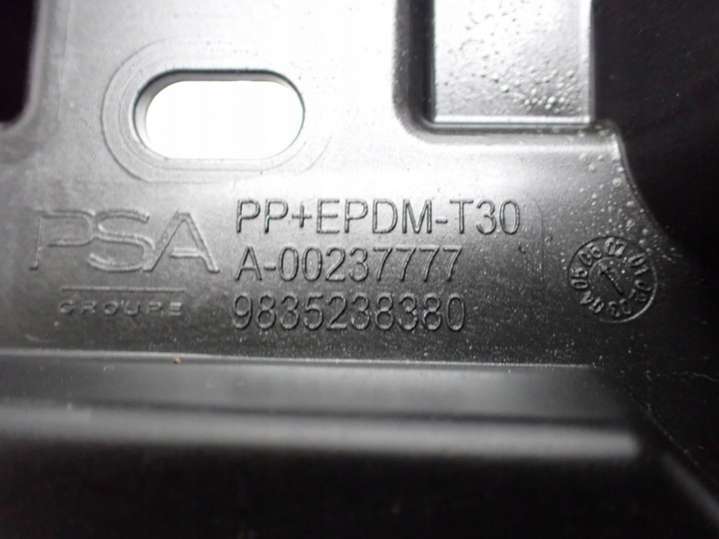 PSA
GROUPE
PP+EPDM-T30
A-00237777
9835238380